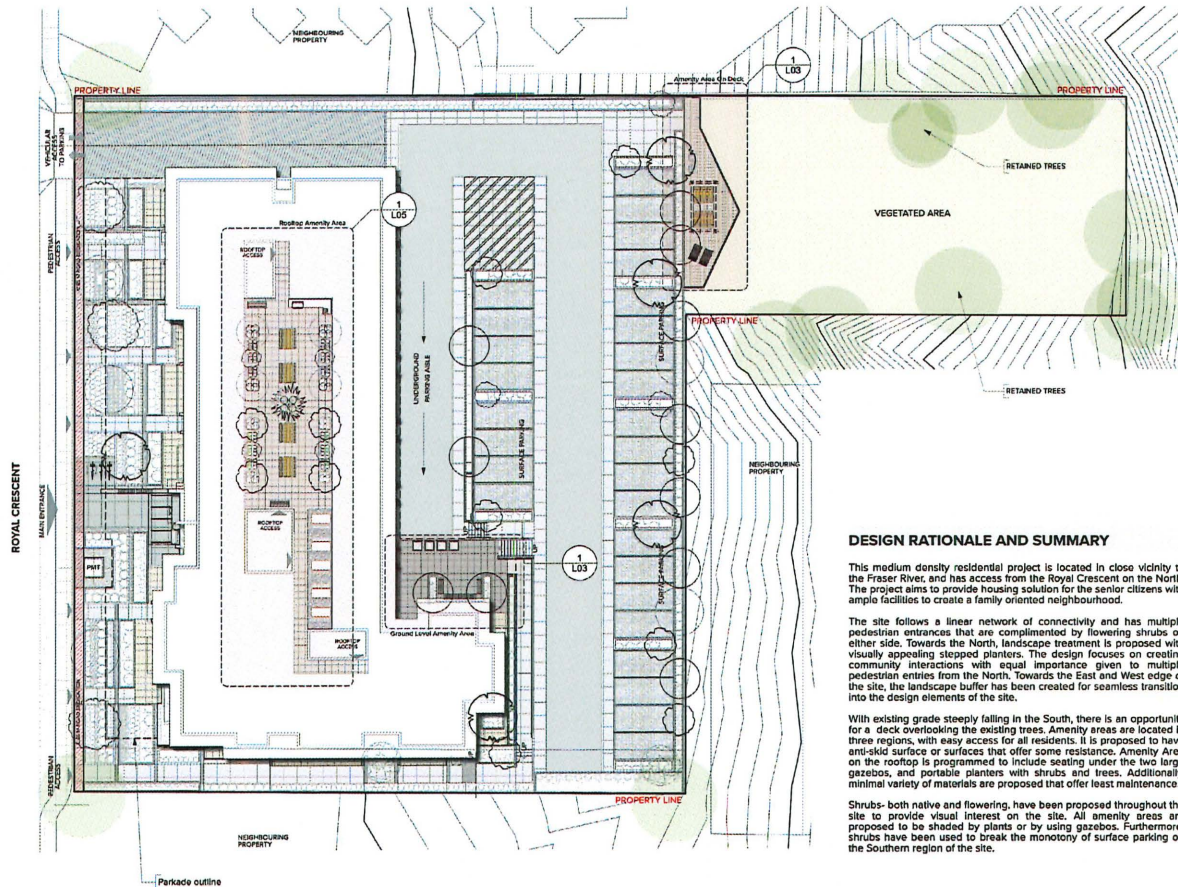 NEIGHBOURING
PROPERTY
1
L03
Amenity Area On Deck
PROPERTY LINE
PROPERTY LINE
VEHICULAR
ACCESS
TO PARKING
RETAINED TREES
VEGETATED AREA
1
L05
Rooftop Amenity Area
PEDESTRIAN
ACCESS
ROOFTOP
ACCESS
PROPERTY LINE
SURFACE PARKING
UNDERGROUND
PARKING AISLE
RETAINED TREES
SURFACE PARKING
NEIGHBOURING
PROPERTY
ROYAL CRESCENT
MAIN ENTRANCE
ROOFTOP
ACCESS
PMT
1
L03
SURFACE PARKING
Ground Level Amenity Area
ROOFTOP
ACCESS
PEDESTRIAN
ACCESS
PROPERTY LINE
NEIGHBOURING
PROPERTY
Parkade outline
DESIGN RATIONALE AND SUMMARY
This medium density residential project is located in close vicinity t
the Fraser River, and has access from the Royal Crescent on the North
The project aims to provide housing solution for the senior citizens wit
ample facilities to create a family oriented neighbourhood.
The site follows a linear network of connectivity and has multipl
pedestrian entrances that are complimented by flowering shrubs o
either side. Towards the North, landscape treatment is proposed wit
visually appealing stepped planters. The design focuses on creatin
community interactions with equal importance given to multipl
pedestrian entries from the North. Towards the East and West edge o
the site, the landscape buffer has been created for seamless transitio
into the design elements of the site.
With existing grade steeply falling in the South, there is an opportunit
for a deck overlooking the existing trees. Amenity areas are located i
three regions, with easy access for all residents. It is proposed to hav
anti-skid surface or surfaces that offer some resistance. Amenity Are
on the rooftop is programmed to include seating under the two larg
gazebos, and portable planters with shrubs and trees. Additionall
minimal variety of materials are proposed that offer least maintenance
Shrubs- both native and flowering, have been proposed throughout th
site to provide visual interest on the site. All amenity areas ar
proposed to be shaded by plants or by using gazebos. Furthermor
shrubs have been used to break the monotony of surface parking o
the Southern region of the site.